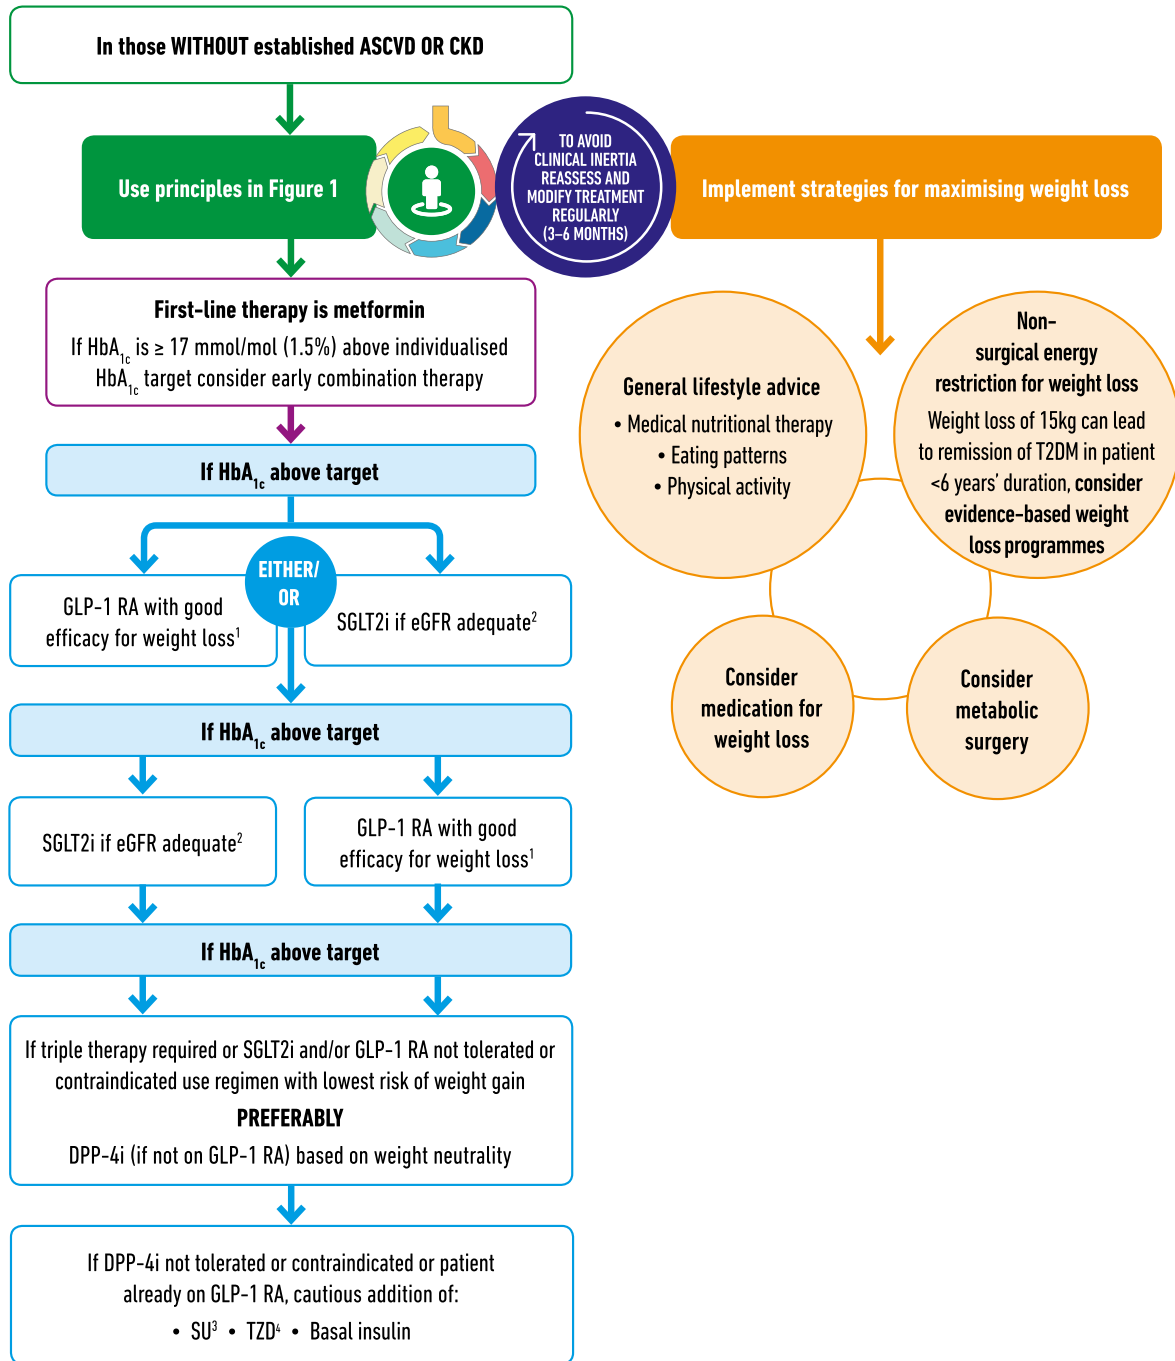 In those WITHOUT established ASCVD OR CKD
Use principles in Figure 1
TO AVOID
CLINICAL INERTIA
REASSESS AND
MODIFY TREATMENT
REGULARLY
(3–6 MONTHS)
Implement strategies for maximising weight loss
First-line therapy is metformin
If HbA1c is ≥ 17 mmol/mol (1.5%) above individualised
HbA1c target consider early combination therapy
If HbA1c above target
EITHER/
OR
GLP-1 RA with good
efficacy for weight loss¹
SGLT2i if eGFR adequate²
If HbA1c above target
SGLT2i if eGFR adequate²
GLP-1 RA with good
efficacy for weight loss¹
If HbA1c above target
If triple therapy required or SGLT2i and/or GLP-1 RA not tolerated or
contraindicated use regimen with lowest risk of weight gain
PREFERABLY
DPP-4i (if not on GLP-1 RA) based on weight neutrality
If DPP-4i not tolerated or contraindicated or patient
already on GLP-1 RA, cautious addition of:
• SU³ • TZD⁴ • Basal insulin
General lifestyle advice
• Medical nutritional therapy
• Eating patterns
• Physical activity
Non-
surgical energy
restriction for weight loss
Weight loss of 15kg can lead
to remission of T2DM in patient
<6 years’ duration, consider
evidence-based weight
loss programmes
Consider
medication for
weight loss
Consider
metabolic
surgery